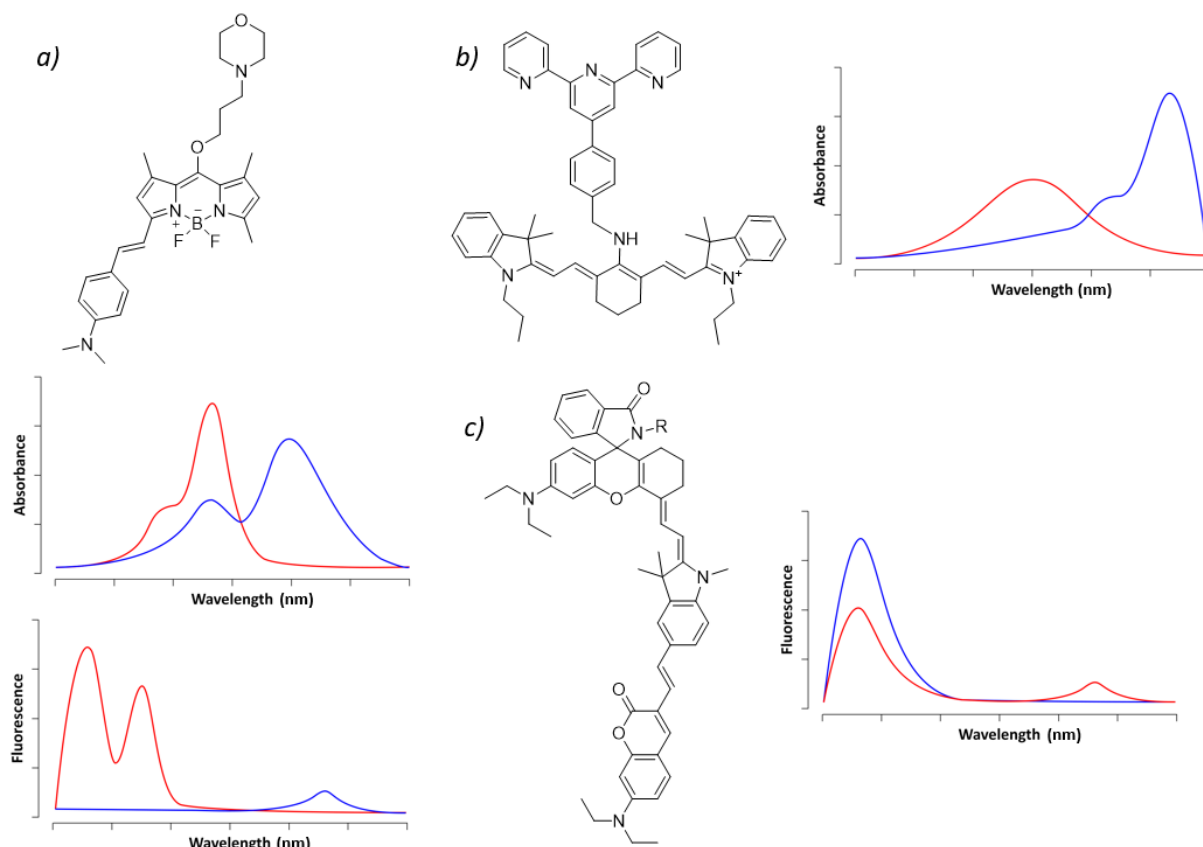 a)
O
N
O
N
N
B
F
F
+
-
N
b)
N
N
N
NH
N
N+
Absorbance
Wavelength (nm)
c)
O
N-R
N
O
N
O
O
N
Absorbance
Wavelength (nm)
Fluorescence
Wavelength (nm)
Fluorescence
Wavelength (nm)